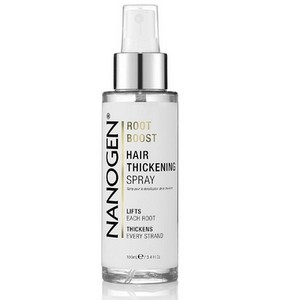 NANOGEN®
ROOT
BOOST
HAIR
THICKENING
SPRAY
LIFTS
EACH ROOT
THICKENS
EVERY STRAND